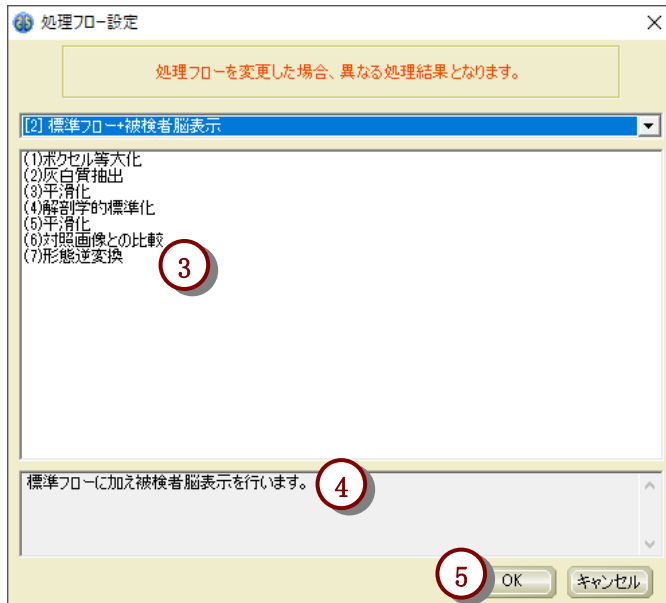 処理フロー設定
処理フローを変更した場合、異なる処理結果となります。
[2] 標準フロー+被検者脳表示
(1)ボクセル等大化
(2)灰白質抽出
(3)平滑化
(4)解剖学的標準化
(5)平滑化
(6)対照画像との比較
(7)形態逆変換
3
標準フローに加え被検者脳表示を行います。
4
5
OK
キャンセル